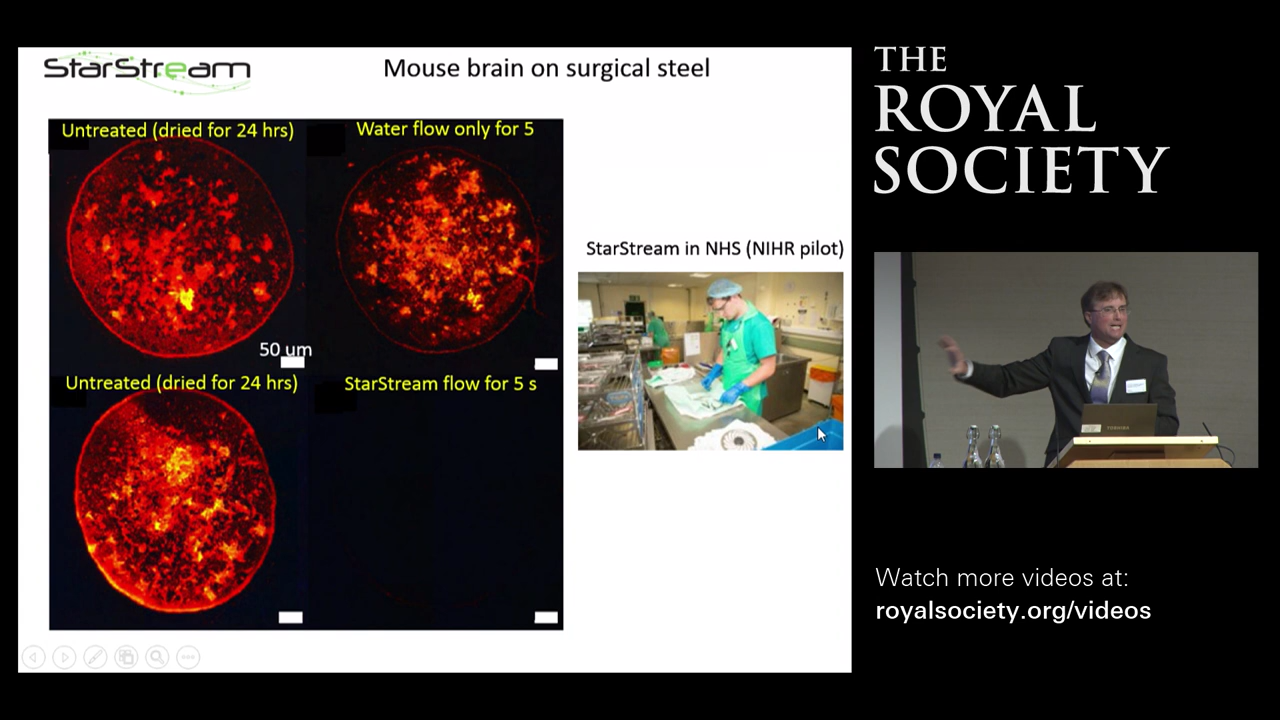 StarStream
Mouse brain on surgical steel
Untreated (dried for 24 hrs)
Water flow only for 5
50 um
Untreated (dried for 24 hrs)
StarStream flow for 5 s
StarStream in NHS (NIHR pilot)
THE
ROYAL
SOCIETY
TOSHIBA
Watch more videos at:
royalsociety.org/videos